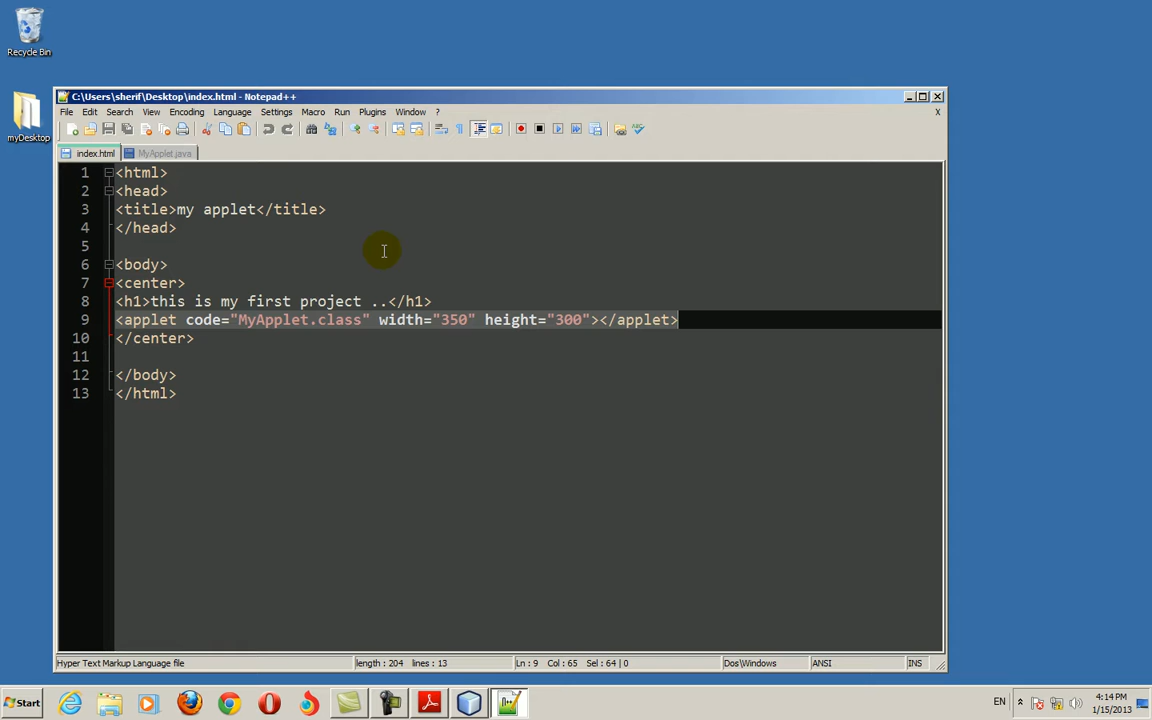 Recycle Bin
myDesktop
C:\Users\sherif\Desktop\index.html - Notepad++
File Edit Search View Encoding Language Settings Macro Run Plugins Window ? X
index.html MyApplet.java
1 <html>
2 <head>
3 <title>my applet</title>
4 </head>
5
6 <body>
7 <center>
8 <h1>this is my first project ..</h1>
9 <applet code="MyApplet.class" width="350" height="300"></applet>
10 </center>
11
12 </body>
13 </html>
Hyper Text Markup Language file length : 204 lines : 13 Ln : 9 Col : 65 Sel : 64 | 0 Dos\Windows ANSI INS
Start EN 4:14 PM
1/15/2013